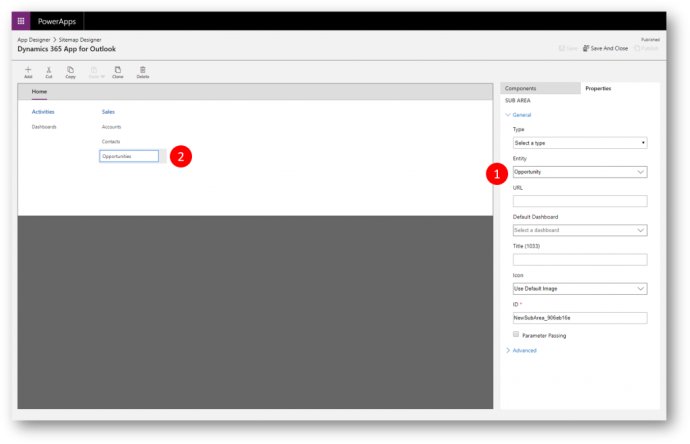 PowerApps
App Designer > Sitemap Designer
Published
Dynamics 365 App for Outlook
Save
Save And Close
Publish
Add
Cut
Copy
Paste
Clone
Delete
Home
Activities
Sales
Dashboards
Accounts
Contacts
Opportunities
2
Components
Properties
SUB AREA
General
Type
Select a type
Entity
1
Opportunity
URL
Default Dashboard
Select a dashboard
Title (1033)
Icon
Use Default Image
ID *
NewSubArea_906eb16e
Parameter Passing
Advanced